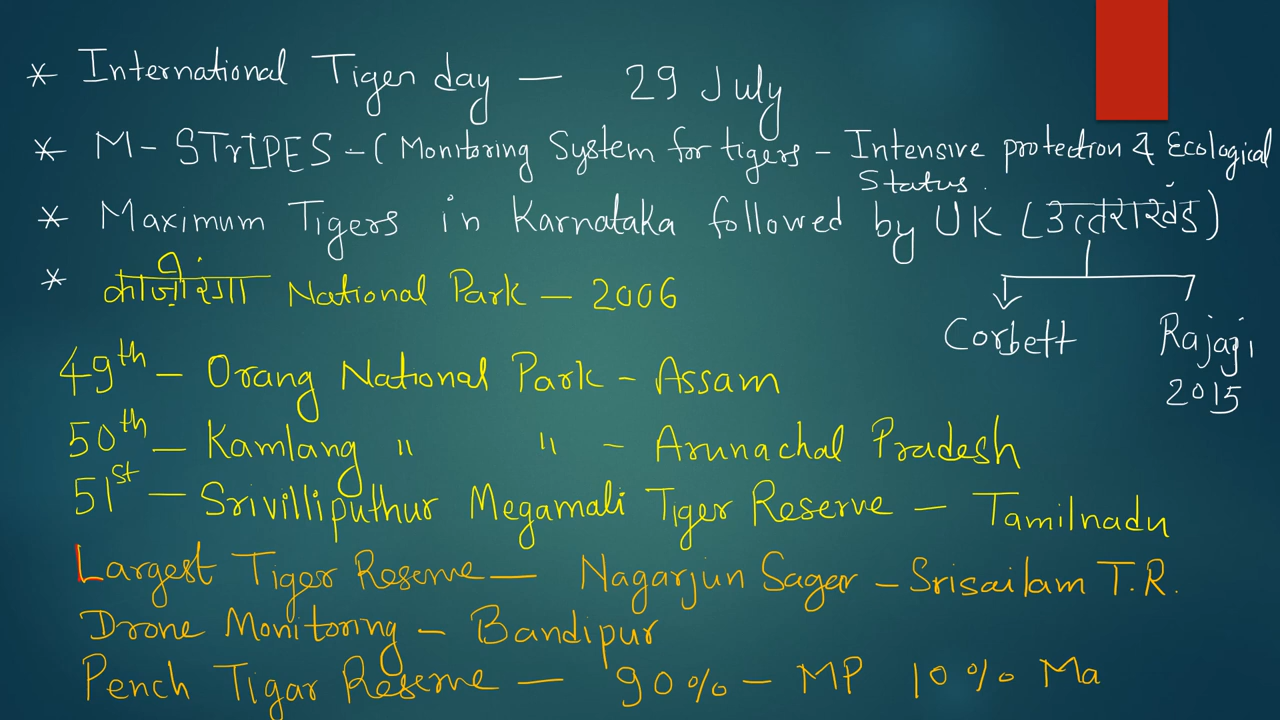 * International Tiger day — 29 July
* M- STrIPES - ( Monitoring System for tigers - Intensive protection & Ecological
Status.
* Maximum Tigers in Karnataka followed by UK (उत्तराखंड)
* काज़ीरंगा National Park - 2006
Corbett Rajaji
2015
49th - Orang National Park - Assam
50th - Kamlang " " - Arunachal Pradesh
51st - Srivilliputhur Megamali Tiger Reserve - Tamilnadu
Largest Tiger Reserve — Nagarjun Sagar - Srisailam T.R.
Drone Monitoring - Bandipur
Pench Tigar Reserve — 90% - MP 10% Ma